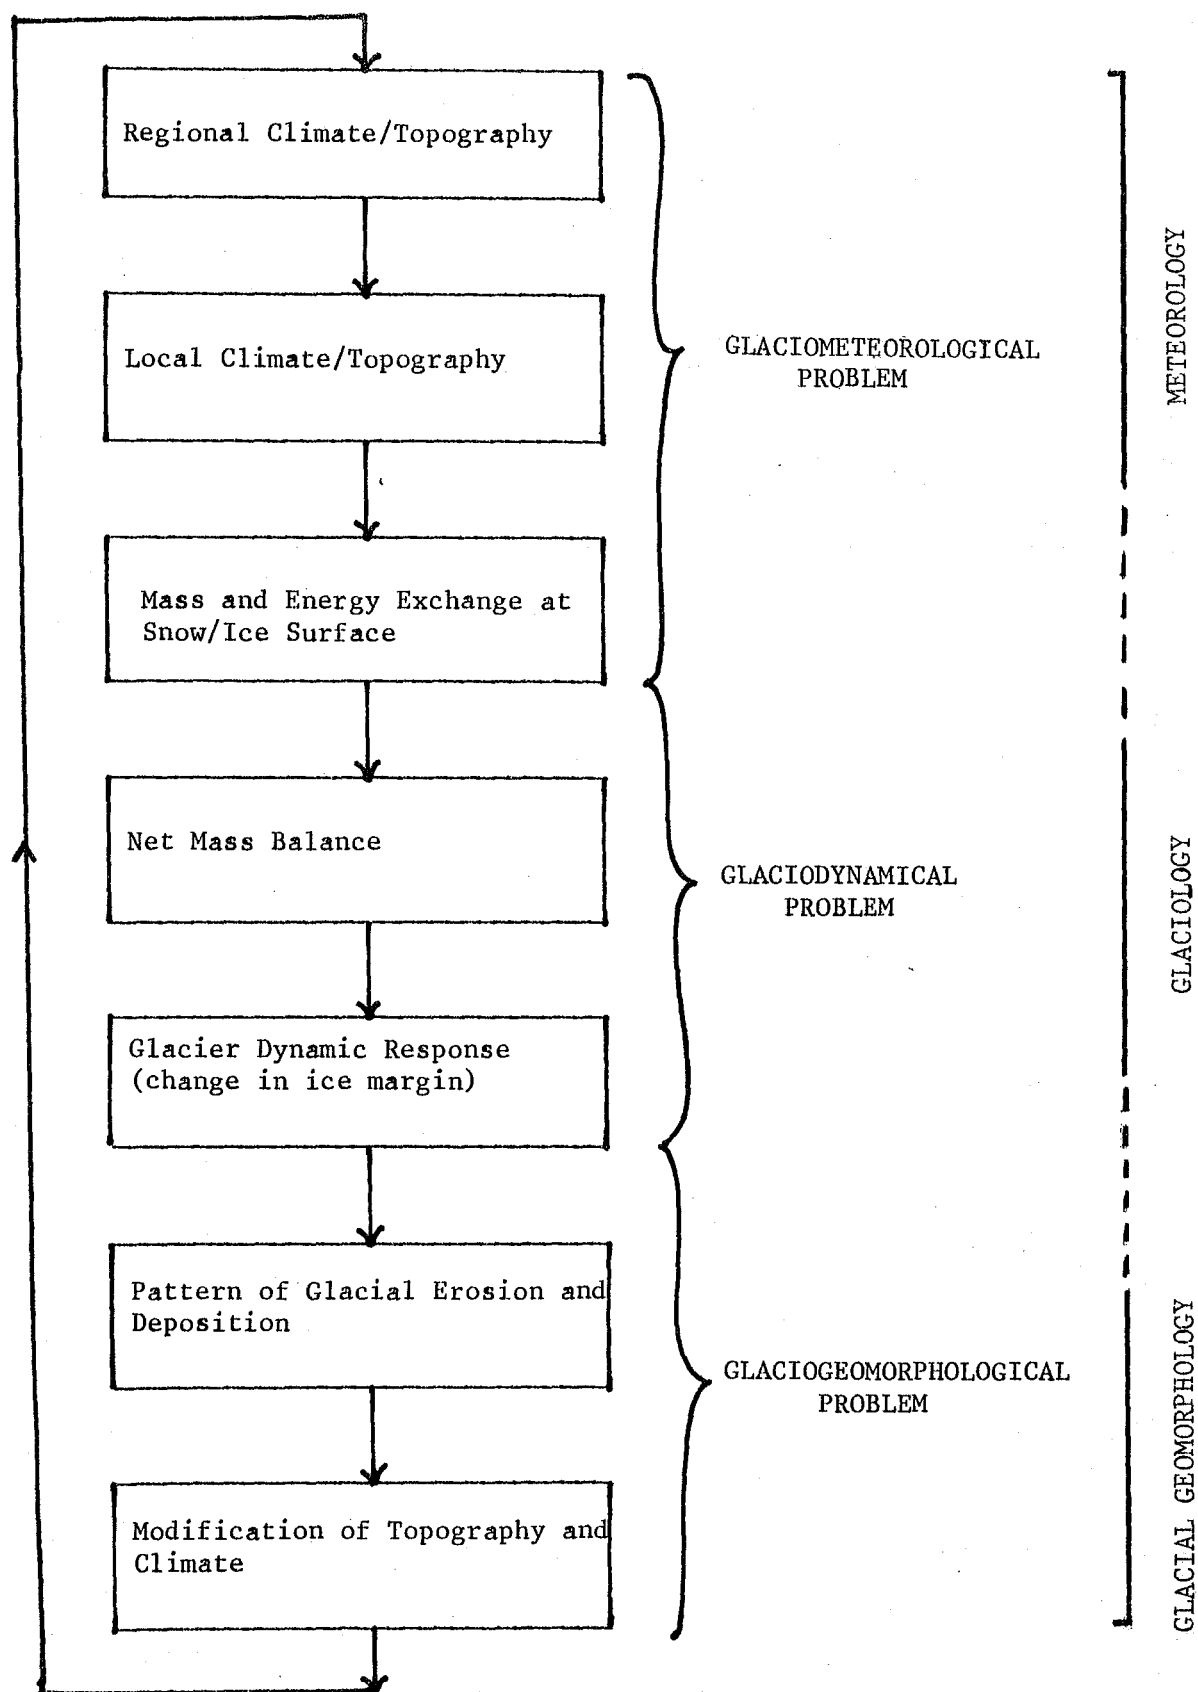 Regional Climate/Topography
Local Climate/Topography
Mass and Energy Exchange at
Snow/Ice Surface
Net Mass Balance
Glacier Dynamic Response
(change in ice margin)
Pattern of Glacial Erosion and
Deposition
Modification of Topography and
Climate
GLACIOMETEOROLOGICAL
PROBLEM
GLACIODYNAMICAL
PROBLEM
GLACIOGEOMORPHOLOGICAL
PROBLEM
METEOROLOGY
GLACIOLOGY
GLACIAL GEOMORPHOLOGY